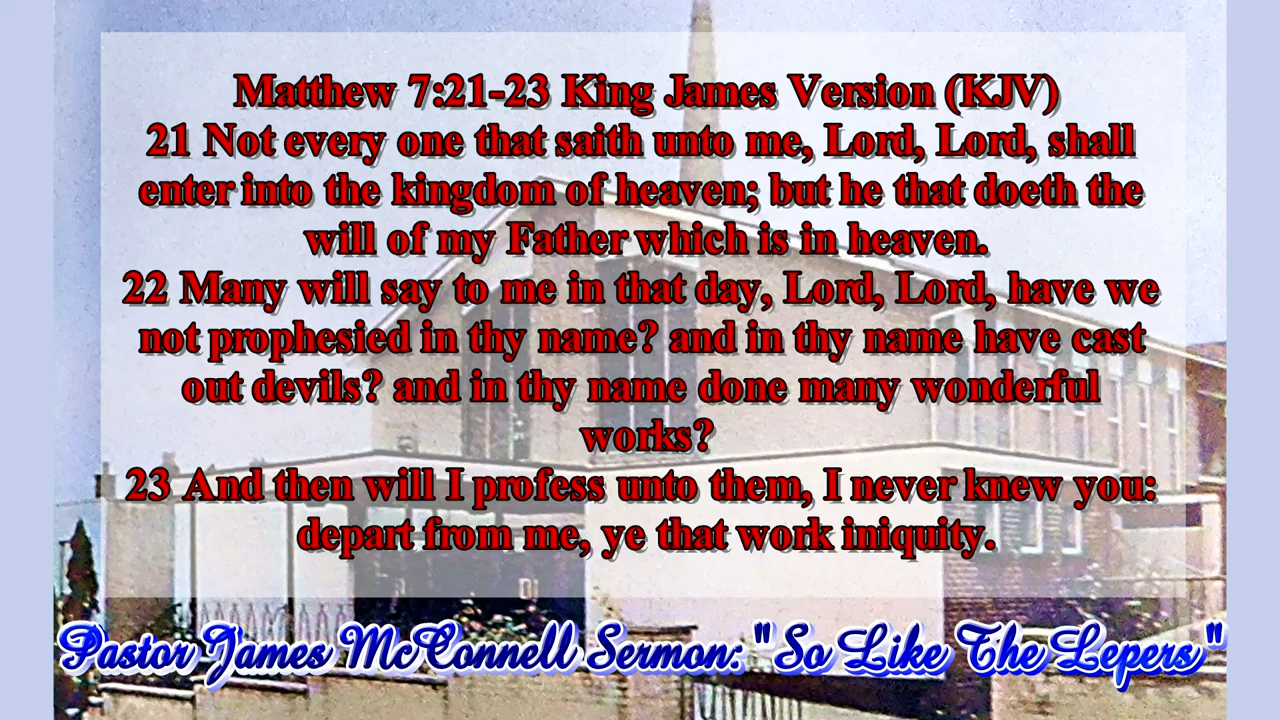 Matthew 7:21-23 King James Version (KJV)
21 Not every one that saith unto me, Lord, Lord, shall
enter into the kingdom of heaven; but he that doeth the
will of my Father which is in heaven.
22 Many will say to me in that day, Lord, Lord, have we
not prophesied in thy name? and in thy name have cast
out devils? and in thy name done many wonderful
works?
23 And then will I profess unto them, I never knew you:
depart from me, ye that work iniquity.
Pastor James McConnell Sermon: "So Like The Lepers "